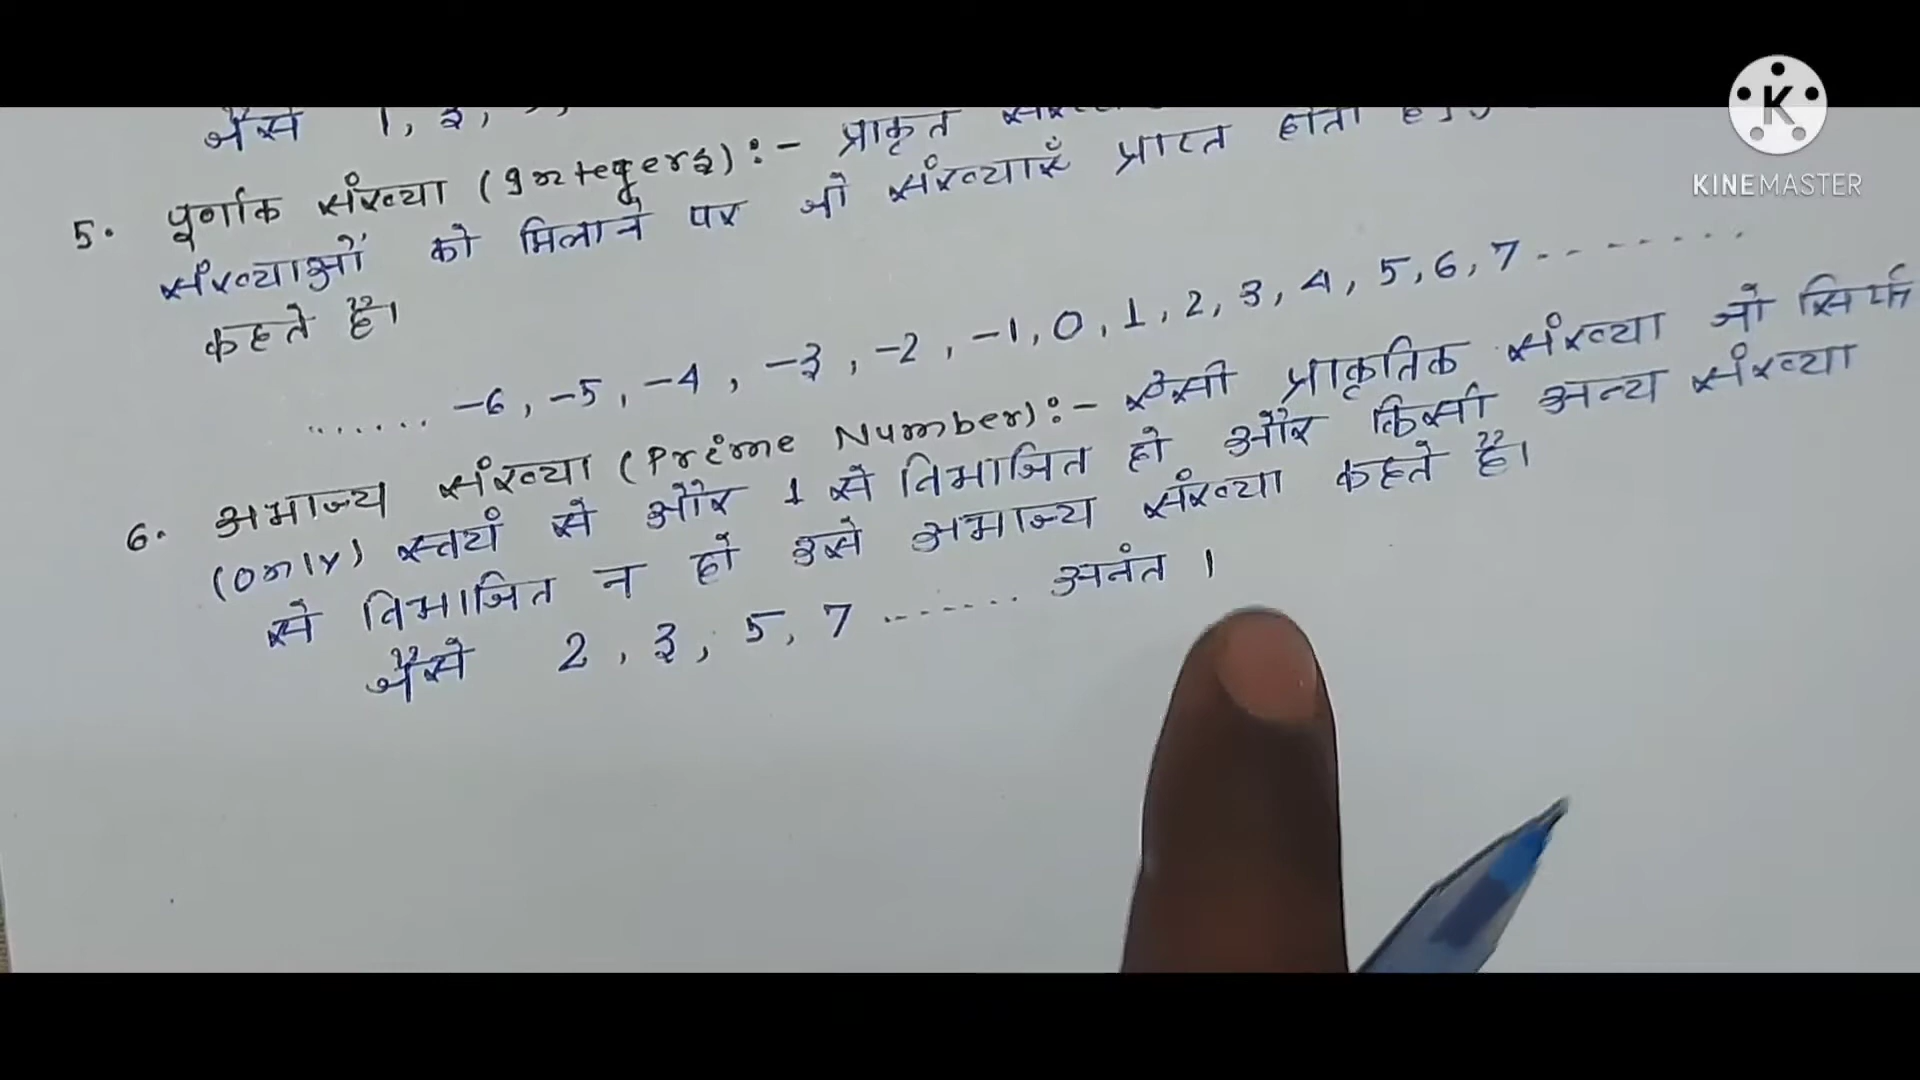 जैसे 1, 3,
5. पूर्णाक संख्या (Integers):- प्राकृत
संख्याओं को मिलाने पर जो संख्याएँ प्राप्त होता है
कहते है।
....... -6, -5, -4, -3, -2, -1, 0, 1, 2, 3, 4, 5, 6, 7 ........
6. अभाज्य संख्या (Prime Number):- ऐसी प्राकृतिक संख्या जो सिर्फ
(only) स्वयं से और 1 से विभाजित हो और किसी अन्य संख्या
से विभाजित न हो उसे अभाज्य संख्या कहते है।
जैसे 2, 3, 5, 7 ....... अनंत ।
K
KINEMASTER